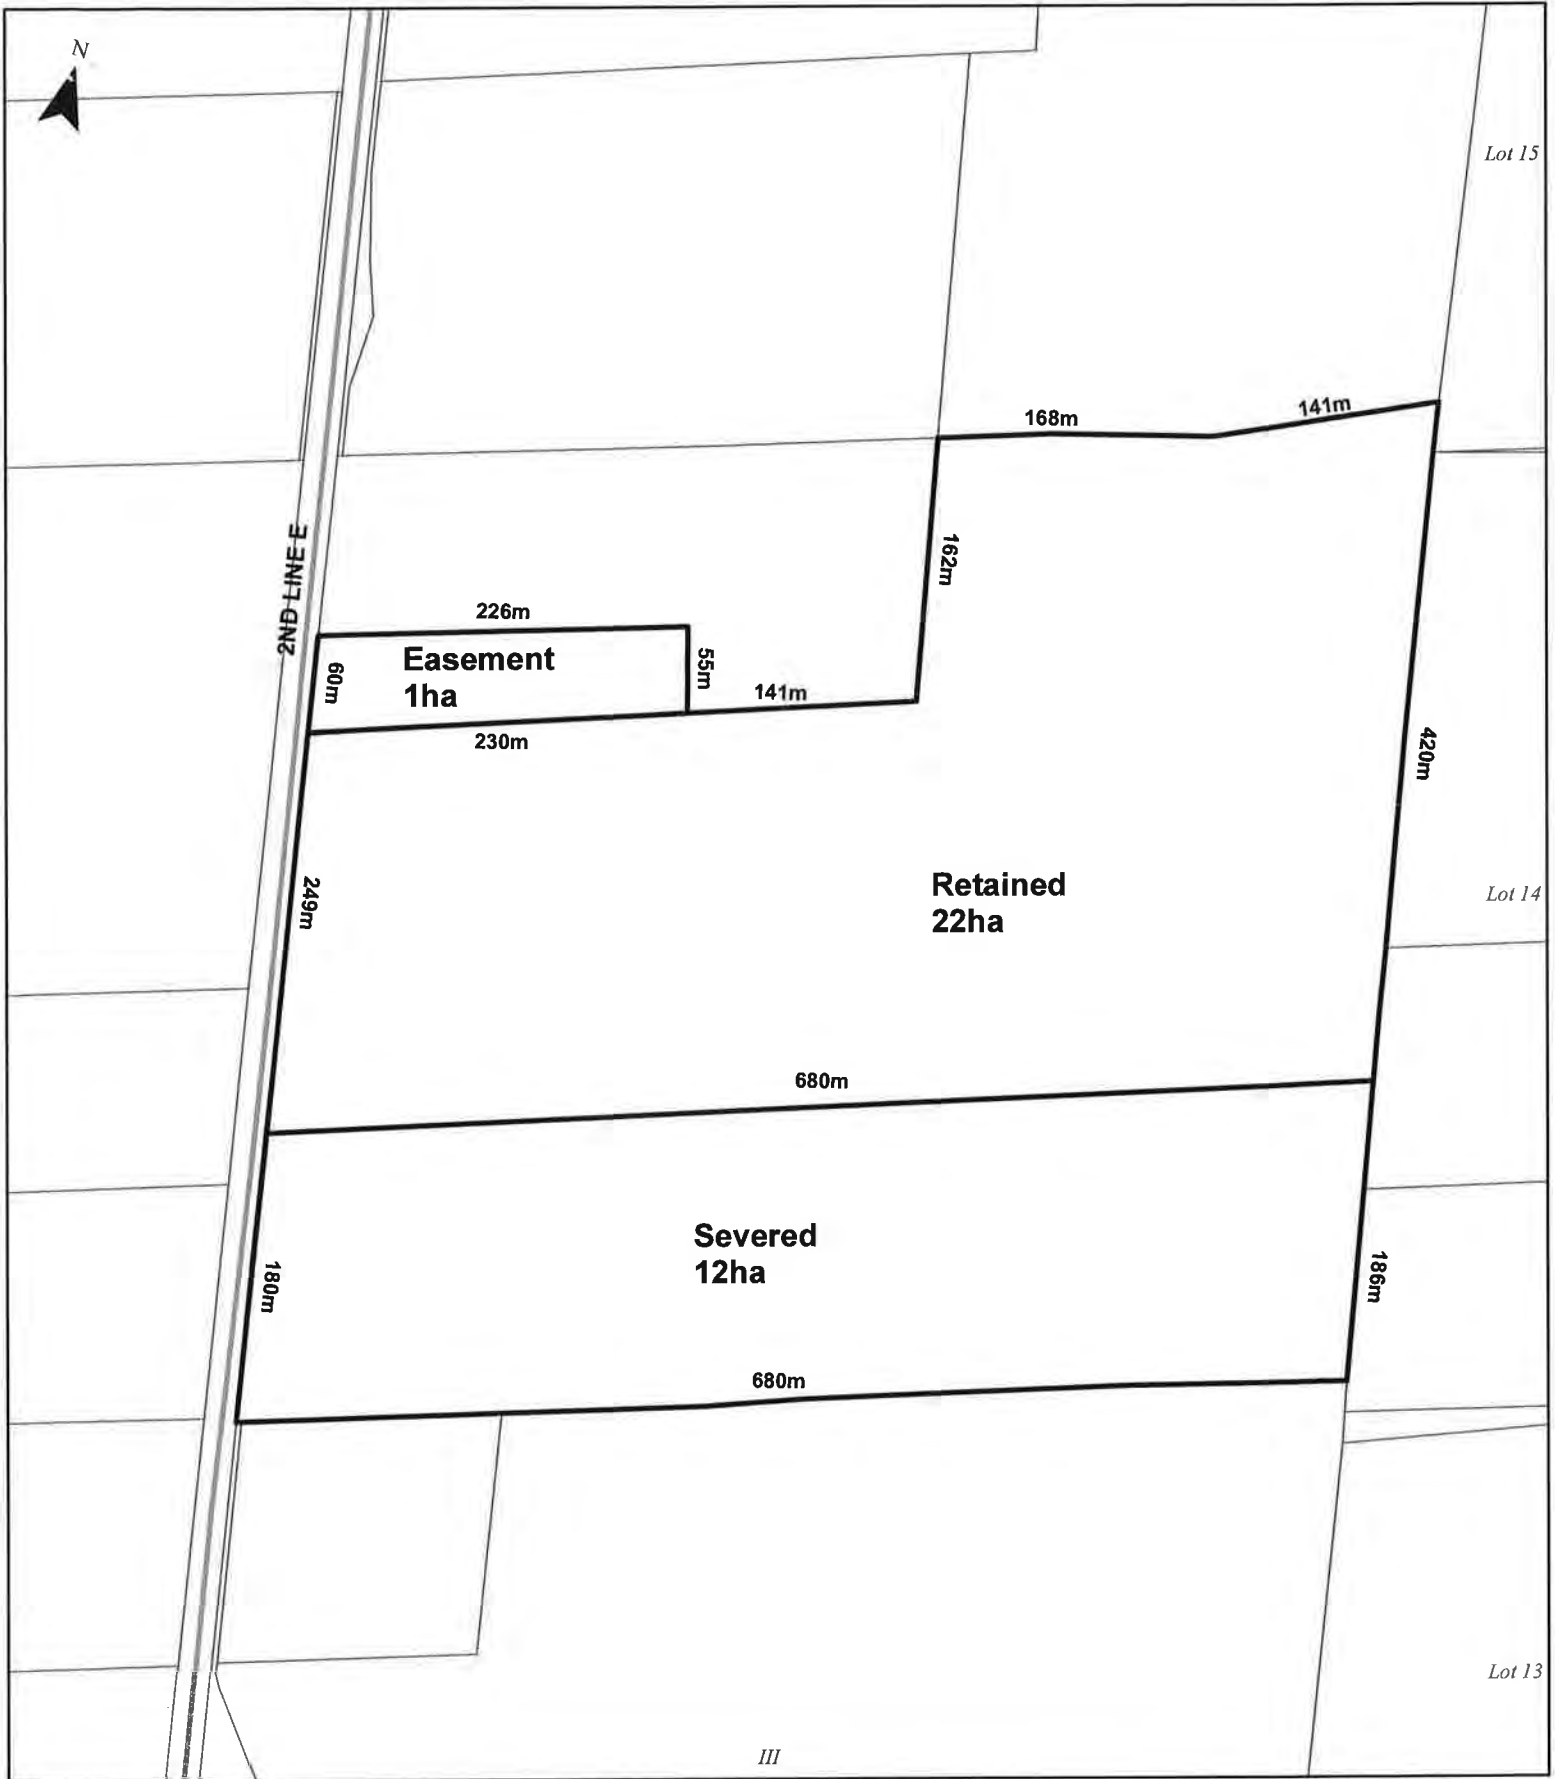 N
Lot 15
141m
168m
162m
2ND LINE E
226m
Easement
1ha
60m
55m
141m
230m
420m
249m
Retained
22ha
Lot 14
680m
Severed
12ha
180m
186m
680m
Lot 13
III